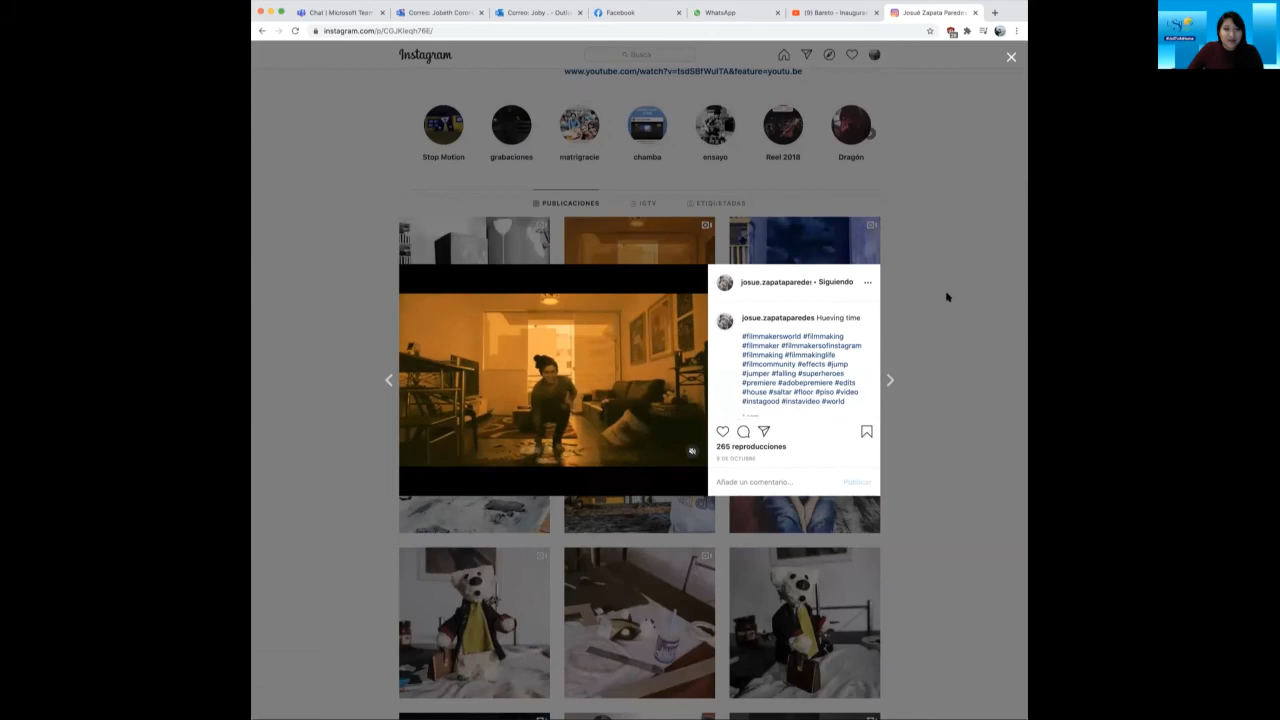 Chat | Microsoft Team
Correo: Jobeth Coron
Correo: Joby . - Outlo
Facebook
WhatsApp
(9) Bareto - Inaugura
Josué Zapata Parede
instagram.com/p/CGJKleqh76E/
Instagram
Busca
www.youtube.com/watch?v=tsdSBfWulTA&feature=youtu.be
Stop Motion
grabaciones
matrigracie
chamba
ensayo
Reel 2018
Dragón
PUBLICACIONES
IGTV
ETIQUETADAS
josue.zapataparedes • Siguiendo
josue.zapataparedes Hueving time
#filmmakersworld #filmmaking
#filmmaker #filmmakersofinstagram
#filmmaking #filmmakinglife
#filmcommunity #effects #jump
#jumper #falling #superheroes
#premiere #adobepremiere #edits
#house #saltar #floor #piso #video
#instagood #instavideo #world
265 reproducciones
9 DE OCTUBRE
Añade un comentario...
Publicar